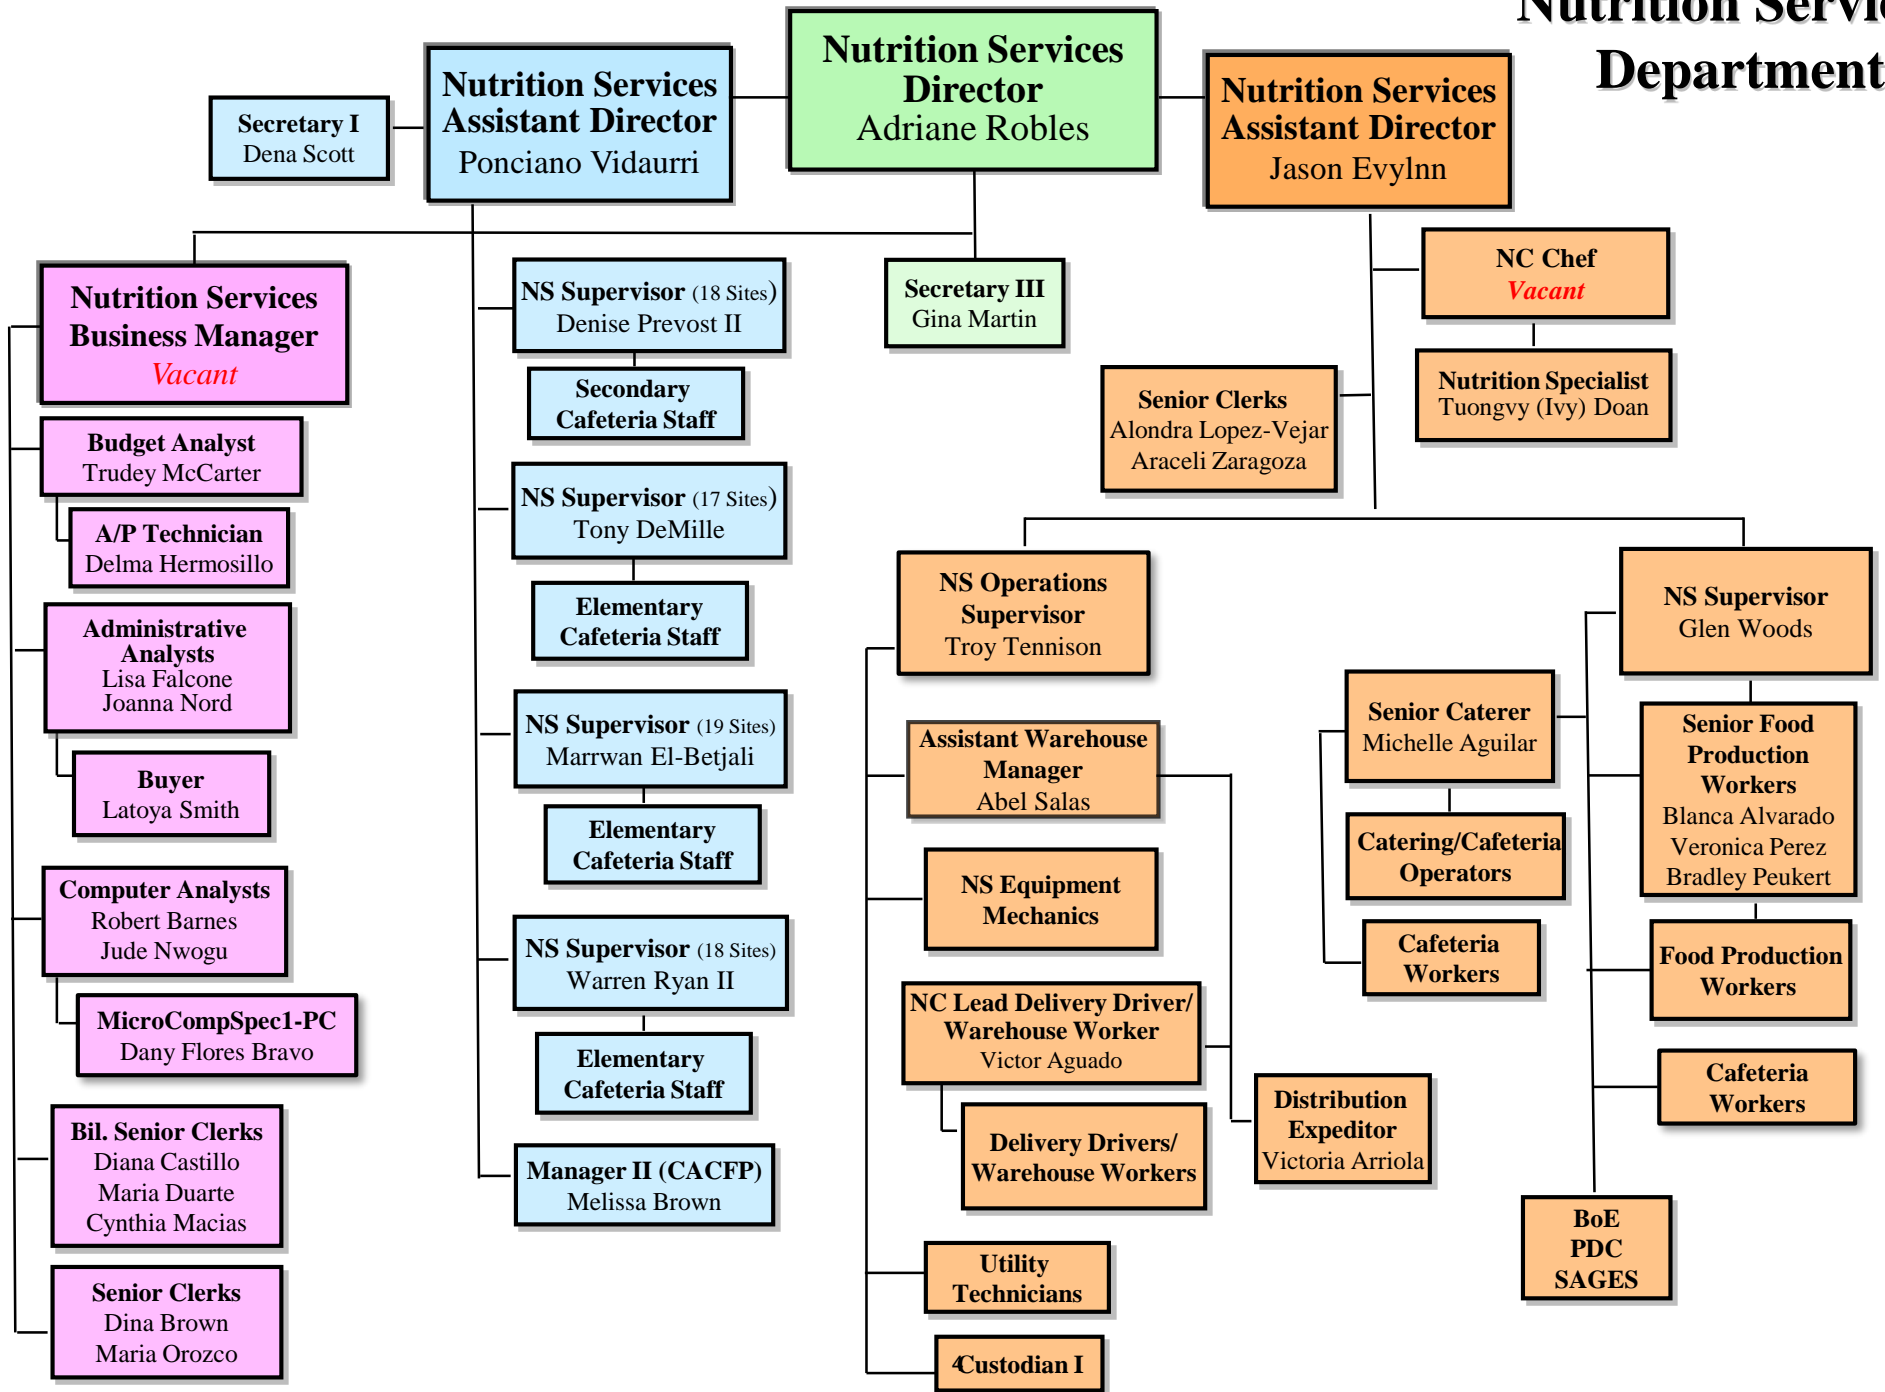 Nutrition Servic
Department
Nutrition Services
Director
Adriane Robles
Nutrition Services
Assistant Director
Ponciano Vidaurri
Nutrition Services
Assistant Director
Jason Evylnn
Secretary I
Dena Scott
Secretary III
Gina Martin
Nutrition Services
Business Manager
Vacant
Budget Analyst
Trudey McCarter
A/P Technician
Delma Hermosillo
Administrative
Analysts
Lisa Falcone
Joanna Nord
Buyer
Latoya Smith
Computer Analysts
Robert Barnes
Jude Nwogu
MicroCompSpec1-PC
Dany Flores Bravo
Bil. Senior Clerks
Diana Castillo
Maria Duarte
Cynthia Macias
Senior Clerks
Dina Brown
Maria Orozco
NS Supervisor (18 Sites)
Denise Prevost II
Secondary
Cafeteria Staff
NS Supervisor (17 Sites)
Tony DeMille
Elementary
Cafeteria Staff
NS Supervisor (19 Sites)
Marrwan El-Betjali
Elementary
Cafeteria Staff
NS Supervisor (18 Sites)
Warren Ryan II
Elementary
Cafeteria Staff
Manager II (CACFP)
Melissa Brown
NC Chef
Vacant
Nutrition Specialist
Tuongvy (Ivy) Doan
Senior Clerks
Alondra Lopez-Vejar
Araceli Zaragoza
NS Operations
Supervisor
Troy Tennison
Assistant Warehouse
Manager
Abel Salas
NS Equipment
Mechanics
NC Lead Delivery Driver/
Warehouse Worker
Victor Aguado
Delivery Drivers/
Warehouse Workers
Distribution
Expeditor
Victoria Arriola
Utility
Technicians
4Custodian I
NS Supervisor
Glen Woods
Senior Caterer
Michelle Aguilar
Catering/Cafeteria
Operators
Cafeteria
Workers
Senior Food
Production
Workers
Blanca Alvarado
Veronica Perez
Bradley Peukert
Food Production
Workers
Cafeteria
Workers
BoE
PDC
SAGES